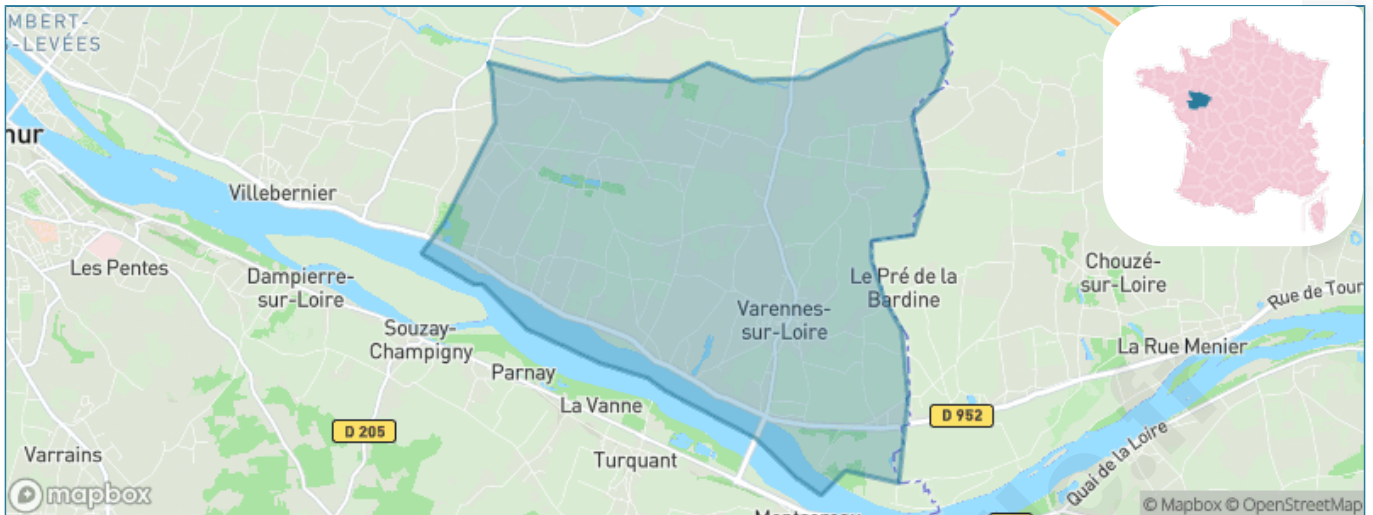 MBERT-
S-LEVÉES
nur
Villebernier
Les Pentes
Dampierre-
sur-Loire
Souzay-
Champigny
Parnay
La Vanne
D 205
Turquant
Varrains
Varennes-
sur-Loire
Le Pré de la
Bardine
Chouzé-
sur-Loire
Rue de Tour
La Rue Menier
D 952
Quai de la Loire
mapbox
© Mapbox © OpenStreetMap